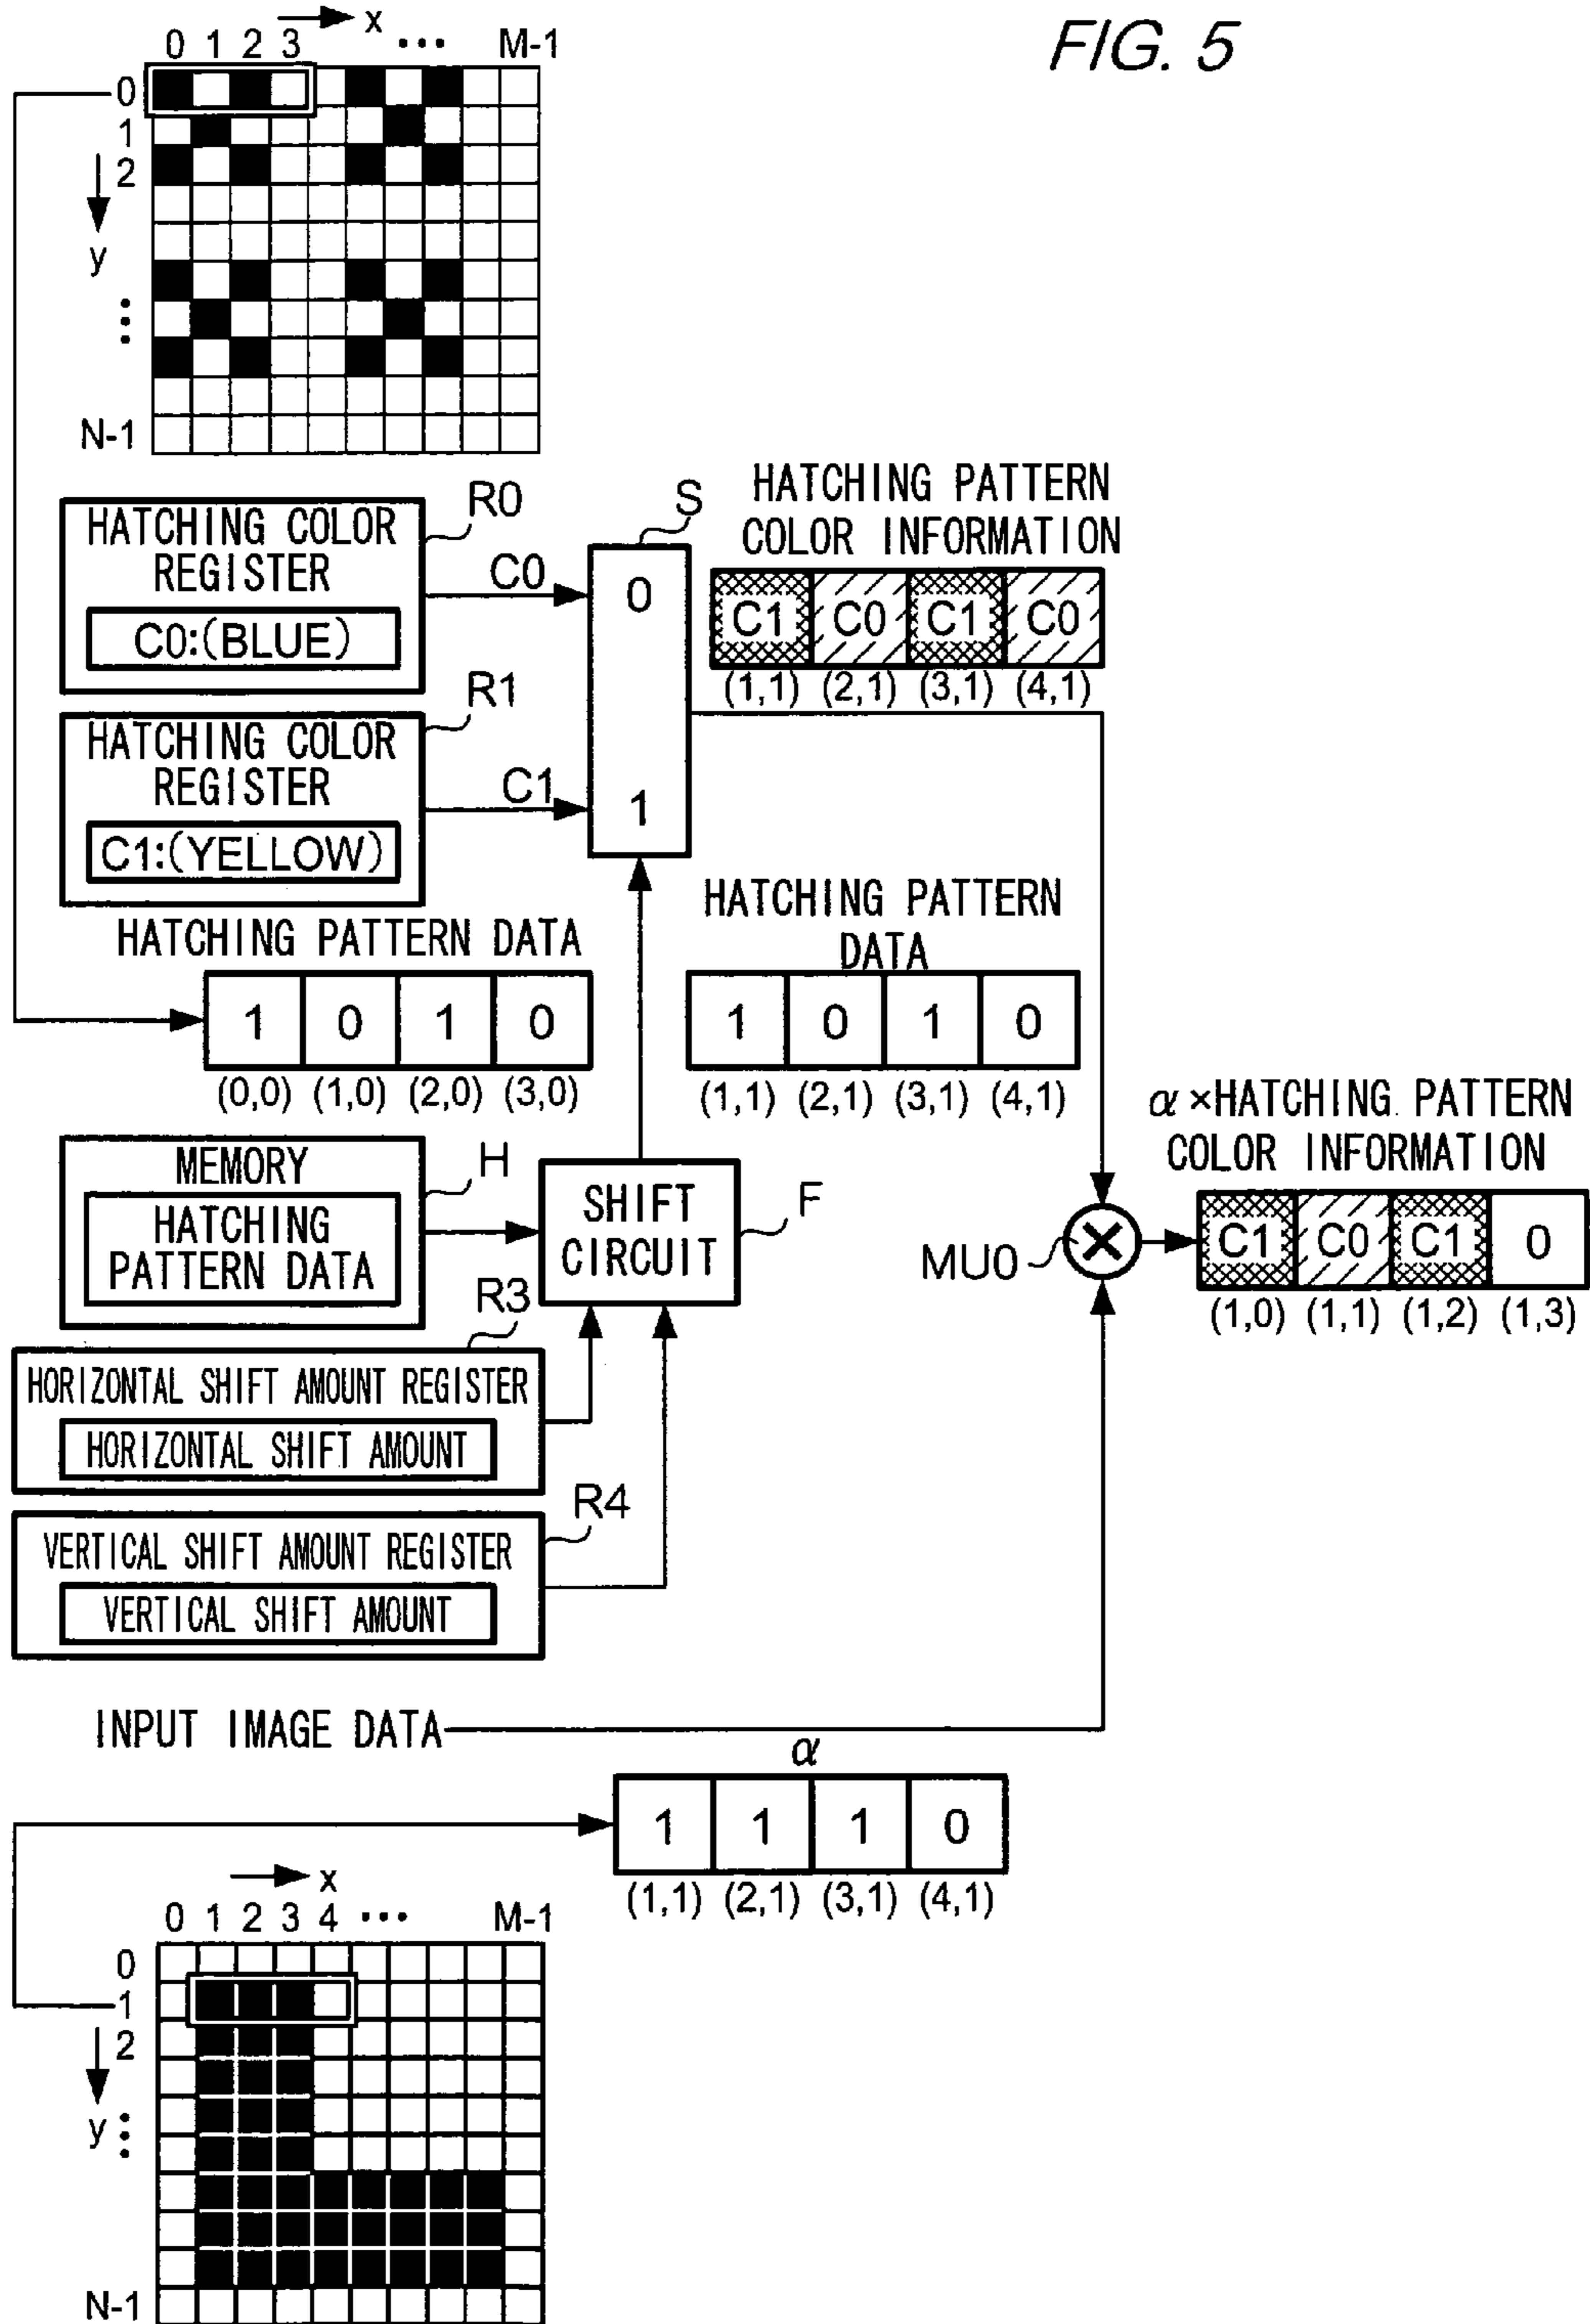 FIG. 5
x
0 1 2 3 ... M-1
0
1
2
y
⋮
N-1
HATCHING COLOR
REGISTER
C0:(BLUE)
R0
C0
HATCHING COLOR
REGISTER
C1:(YELLOW)
R1
C1
S
0
1
HATCHING PATTERN
COLOR INFORMATION
C1 C0 C1 C0
(1,1) (2,1) (3,1) (4,1)
HATCHING PATTERN DATA
1 0 1 0
(0,0) (1,0) (2,0) (3,0)
HATCHING PATTERN
DATA
1 0 1 0
(1,1) (2,1) (3,1) (4,1)
MEMORY
HATCHING
PATTERN DATA
H
SHIFT
CIRCUIT
F
MU0
×
α×HATCHING PATTERN
COLOR INFORMATION
C1 C0 C1 0
(1,0) (1,1) (1,2) (1,3)
R3
HORIZONTAL SHIFT AMOUNT REGISTER
HORIZONTAL SHIFT AMOUNT
R4
VERTICAL SHIFT AMOUNT REGISTER
VERTICAL SHIFT AMOUNT
INPUT IMAGE DATA
α
1 1 1 0
(1,1) (2,1) (3,1) (4,1)
x
0 1 2 3 4 ... M-1
0
1
2
y ⋮
N-1